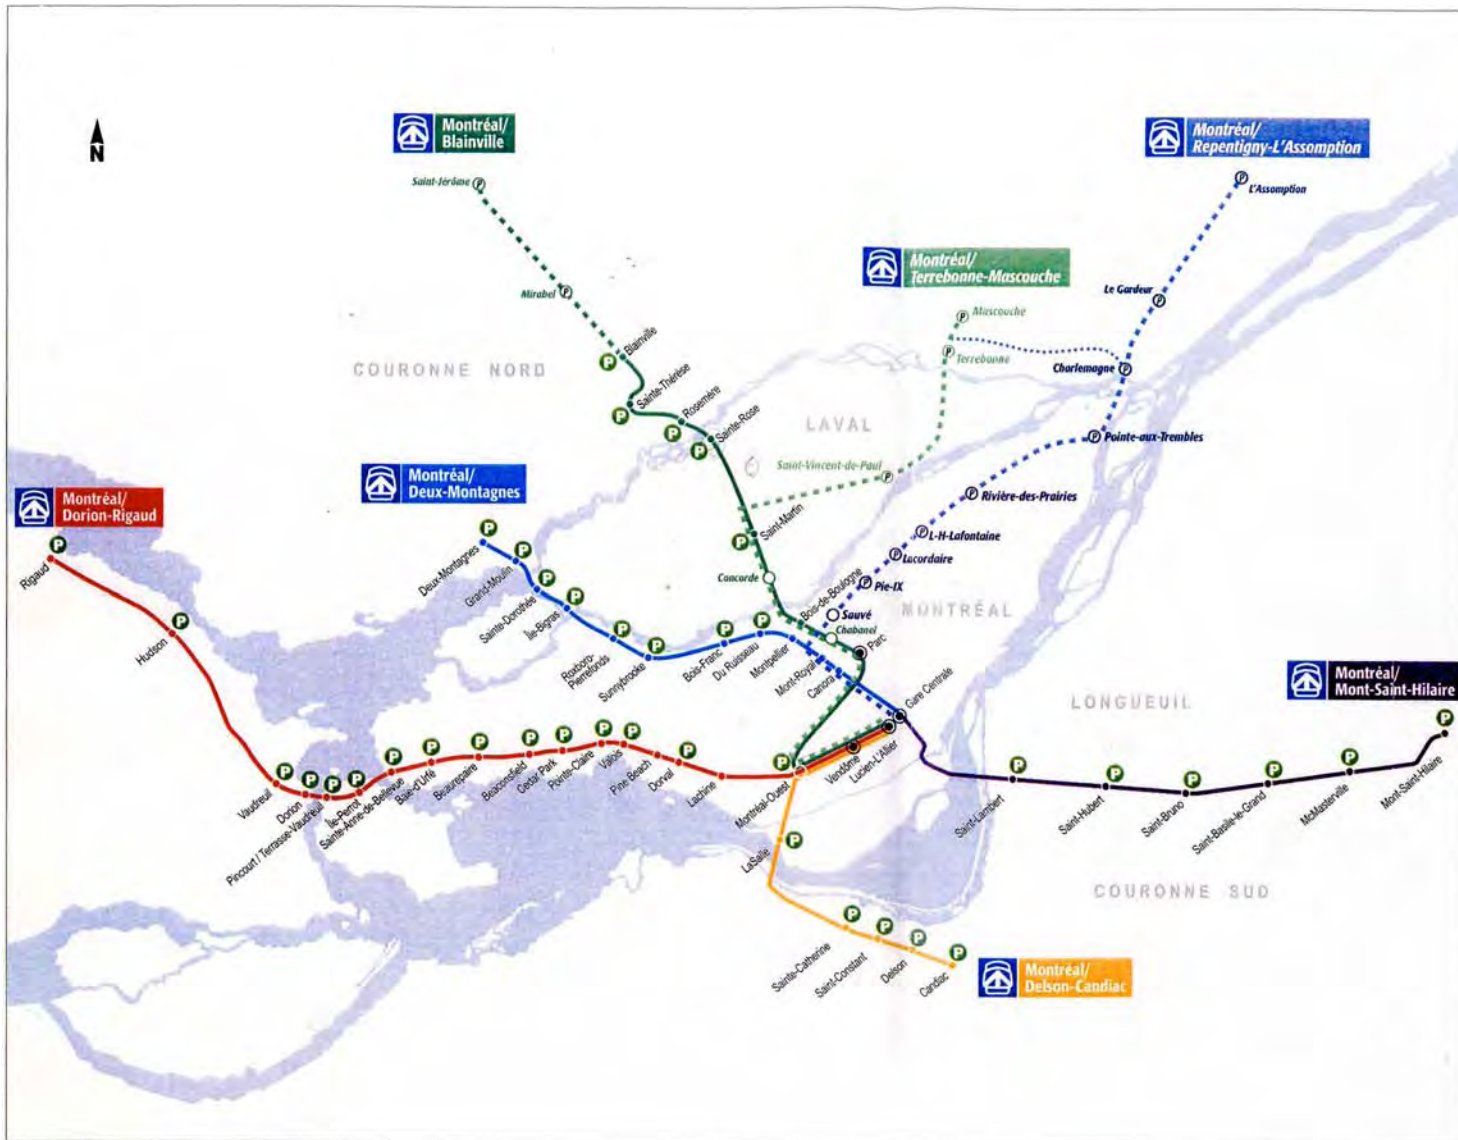 N
Montréal/
Blainville
Montréal/
Repentigny-L'Assomption
Saint-Jérôme
L'Assomption
Montréal/
Terrebonne-Mascouche
Mirabel
Le Gardeur
Mascouche
Terrebonne
Charlemagne
COURONNE NORD
Blainville
Sainte-Thérèse
Rosemère
Sainte-Rose
LAVAL
Pointe-aux-Trembles
Saint-Vincent-de-Paul
Montréal/
Deux-Montagnes
Montréal/
Dorion-Rigaud
Rivière-des-Prairies
L-H-Lafontaine
Lacordaire
Pie-IX
Sauvé
MONTRÉAL
Saint-Martin
Concorde
Bois-de-Boulogne
Chabanel
Parc
Rigaud
Hudson
Deux-Montagnes
Grand-Moulin
Sainte-Dorothée
Île-Bigras
Roxboro-
Pierrefonds
Sunnybrooke
Bois-Franc
Du Ruisseau
Montpellier
Mont-Royal
Canora
Gare Centrale
LONGUEUIL
Montréal/
Mont-Saint-Hilaire
Vaudreuil
Dorion
Pincourt / Terrasse-Vaudreuil
Île-Perrot
Sainte-Anne-de-Bellevue
Baie-d'Urfé
Beaurepaire
Beaconsfield
Cedar Park
Pointe-Claire
Valois
Pine Beach
Dorval
Lachine
Montréal-Ouest
Vendôme
Lucien-L'Allier
Saint-Lambert
Saint-Hubert
Saint-Bruno
Saint-Basile-le-Grand
McMasterville
Mont-Saint-Hilaire
LaSalle
COURONNE SUD
Sainte-Catherine
Saint-Constant
Delson
Candiac
Montréal/
Delson-Candiac